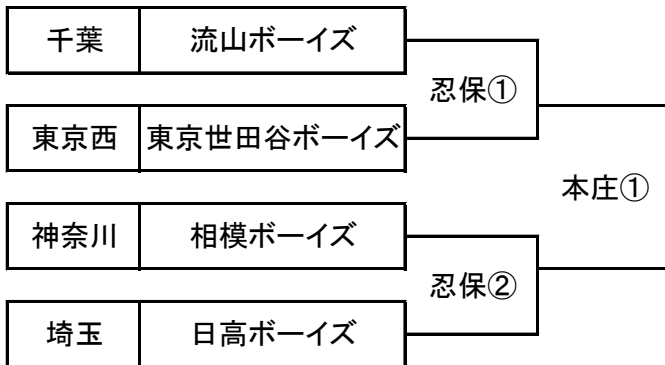 千葉 流山ボーイズ
忍保①
東京西 東京世田谷ボーイズ
本庄①
神奈川 相模ボーイズ
忍保②
埼玉 日高ボーイズ